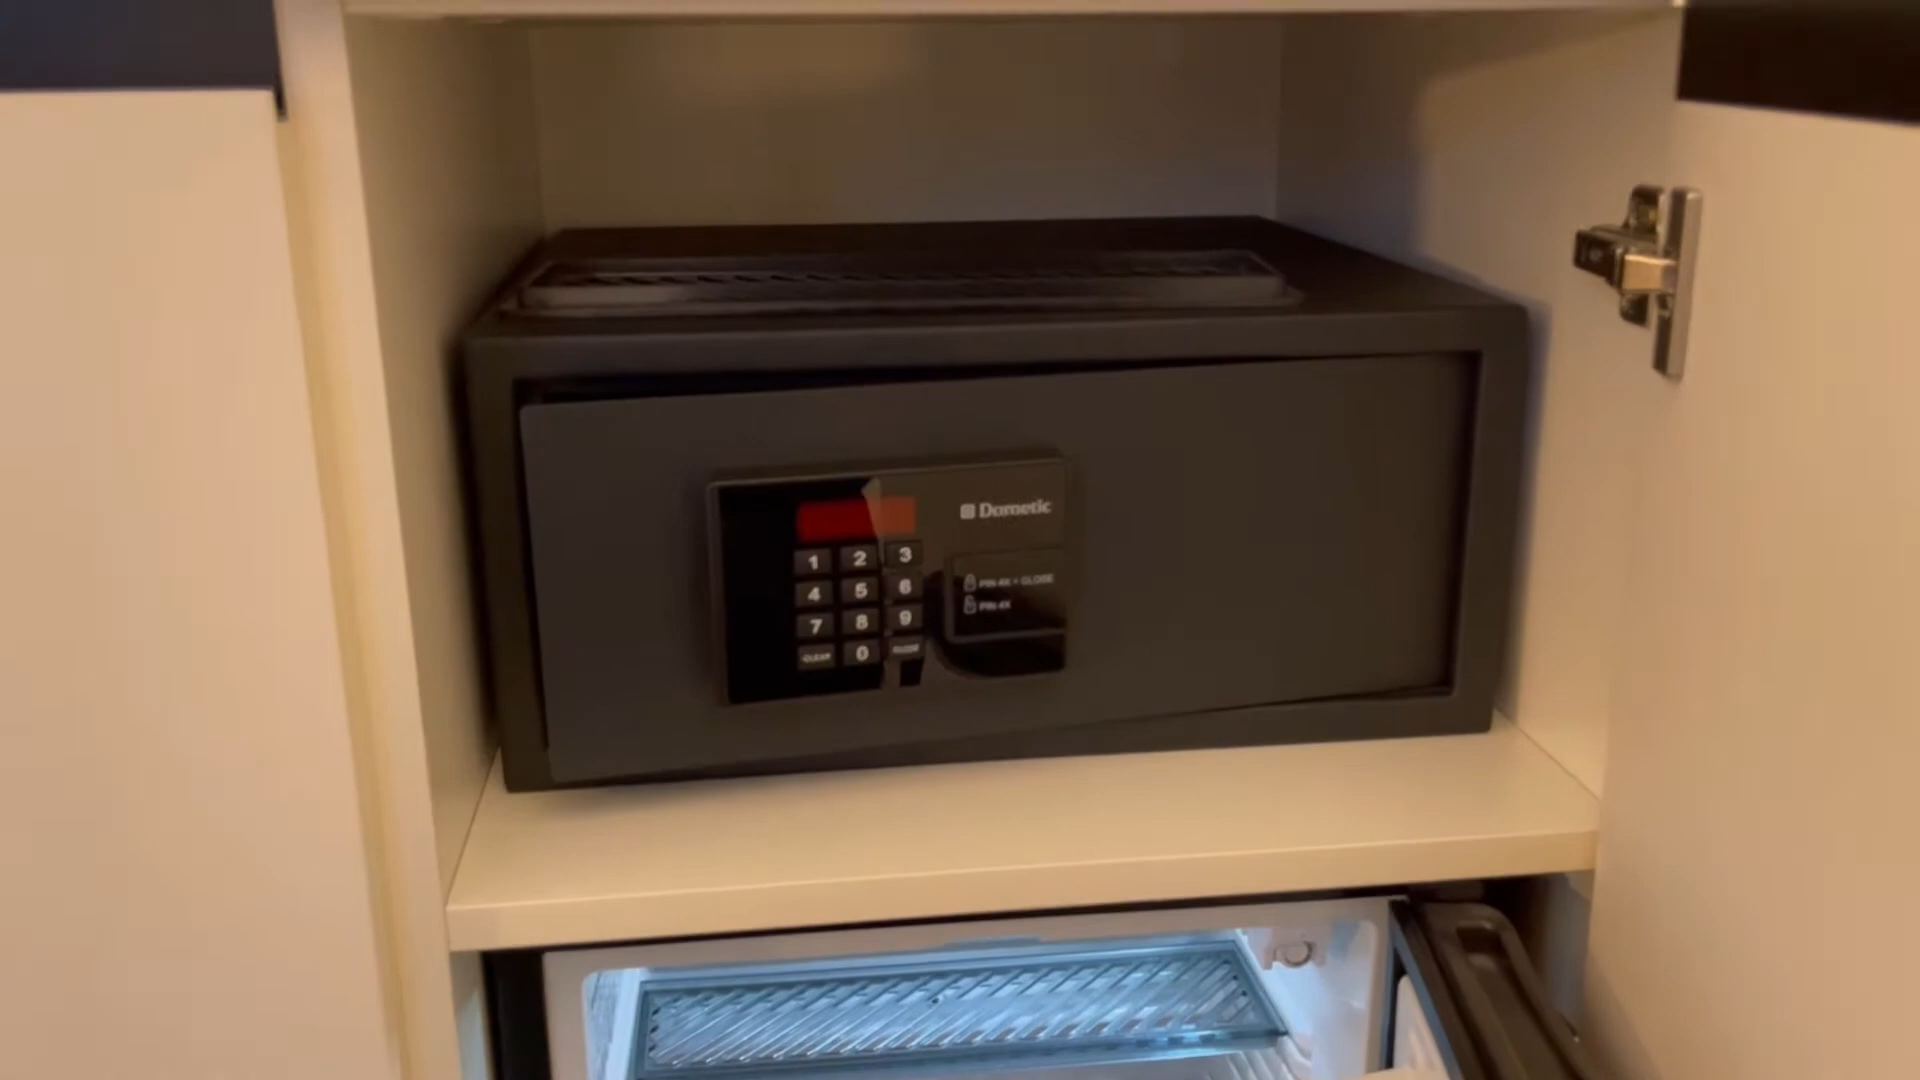 Dometic
1 2 3
4 5 6
7 8 9
CLEAR 0 CLOSE
PIN 4X + CLOSE
PIN 4X